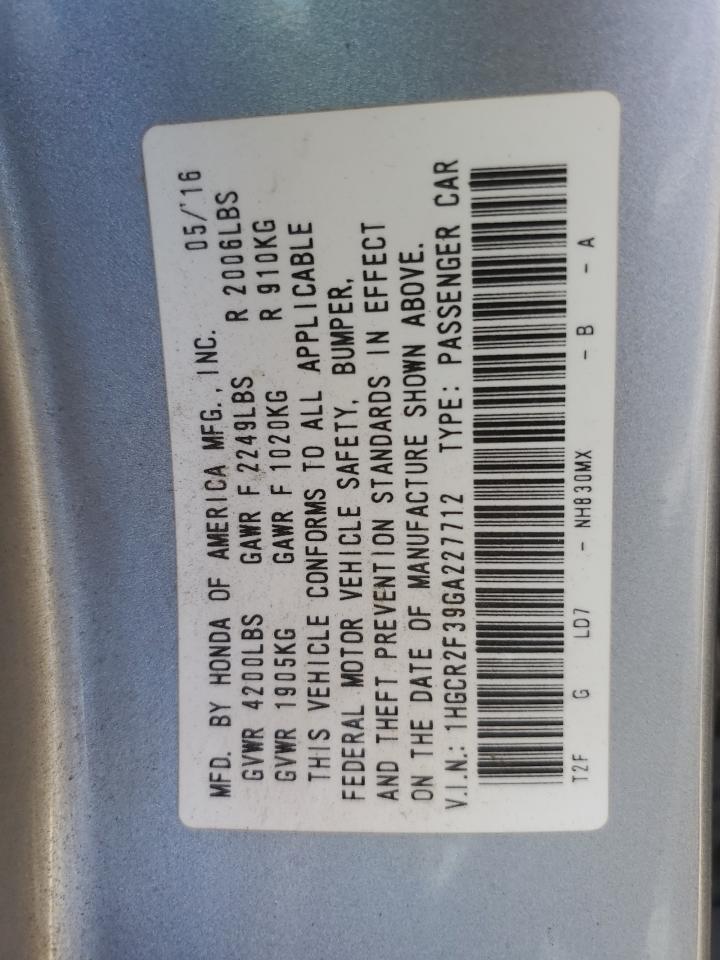 MFD. BY HONDA OF AMERICA MFG., INC. 05/'16
GVWR 4200LBS GAWR F 2249LBS R 2006LBS
GVWR 1905KG GAWR F 1020KG R 910KG
THIS VEHICLE CONFORMS TO ALL APPLICABLE
FEDERAL MOTOR VEHICLE SAFETY, BUMPER,
AND THEFT PREVENTION STANDARDS IN EFFECT
ON THE DATE OF MANUFACTURE SHOWN ABOVE.
V.I.N.: 1HGCR2F39GA227712 TYPE: PASSENGER CAR
T2F G LD7 - NH830MX - B - A